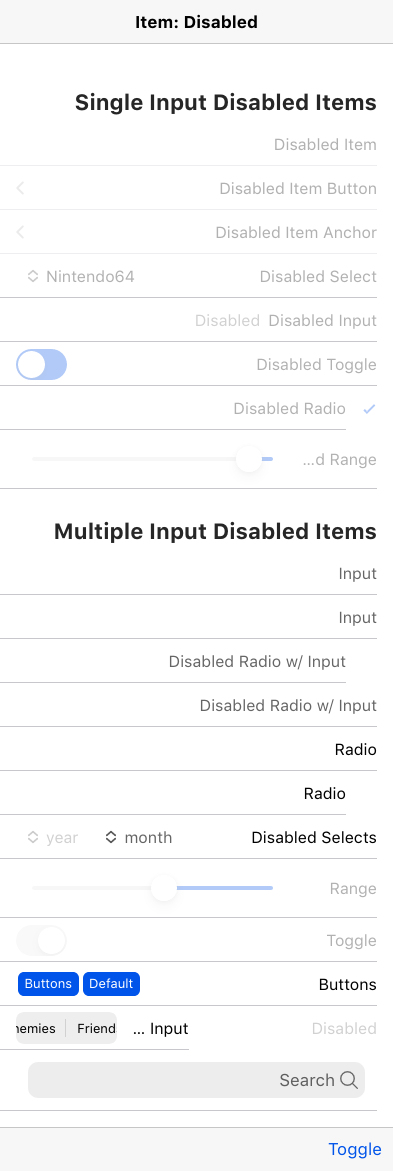 Item: Disabled
Single Input Disabled Items
Disabled Item
Disabled Item Button
Disabled Item Anchor
Disabled Select Nintendo64
Disabled Input Disabled
Disabled Toggle
Disabled Radio
...d Range
Multiple Input Disabled Items
Input
Input
Disabled Radio w/ Input
Disabled Radio w/ Input
Radio
Radio
Disabled Selects month year
Range
Toggle
Buttons Default Buttons
Disabled Input ... Friend nemies
Search
Toggle